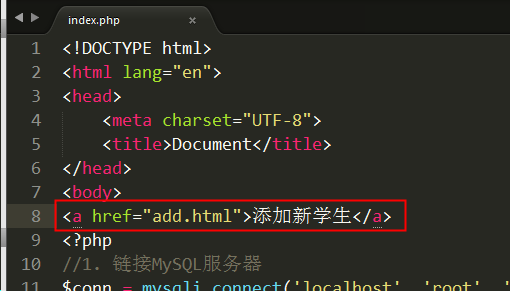 index.php
1 <!DOCTYPE html>
2 <html lang="en">
3 <head>
4 <meta charset="UTF-8">
5 <title>Document</title>
6 </head>
7 <body>
8 <a href="add.html">添加新学生</a>
9 <?php
10 //1. 链接MySQL服务器
11 $conn = mysqli_connect('localhost', 'root',